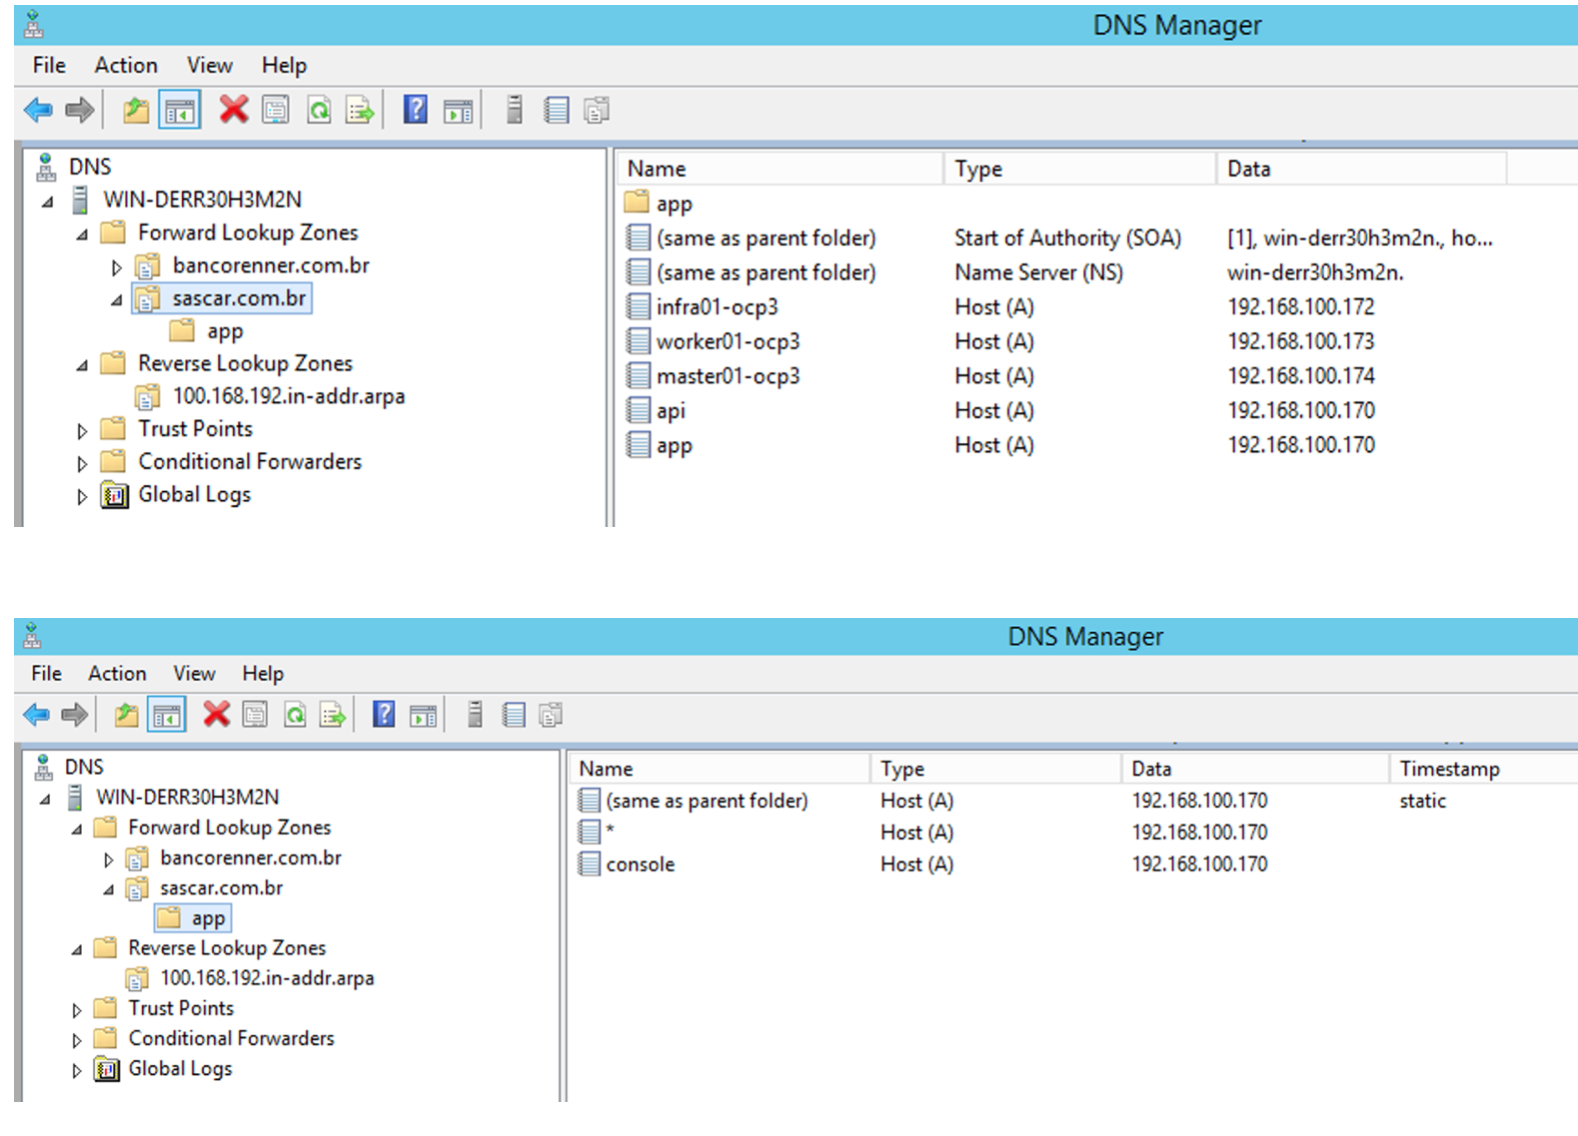 DNS Manager
File Action View Help
DNS
WIN-DERR30H3M2N
Forward Lookup Zones
bancorenner.com.br
sascar.com.br
app
Reverse Lookup Zones
100.168.192.in-addr.arpa
Trust Points
Conditional Forwarders
Global Logs
Name Type Data
app
(same as parent folder) Start of Authority (SOA) [1], win-derr30h3m2n., ho...
(same as parent folder) Name Server (NS) win-derr30h3m2n.
infra01-ocp3 Host (A) 192.168.100.172
worker01-ocp3 Host (A) 192.168.100.173
master01-ocp3 Host (A) 192.168.100.174
api Host (A) 192.168.100.170
app Host (A) 192.168.100.170
DNS Manager
File Action View Help
DNS
WIN-DERR30H3M2N
Forward Lookup Zones
bancorenner.com.br
sascar.com.br
app
Reverse Lookup Zones
100.168.192.in-addr.arpa
Trust Points
Conditional Forwarders
Global Logs
Name Type Data Timestamp
(same as parent folder) Host (A) 192.168.100.170 static
* Host (A) 192.168.100.170
console Host (A) 192.168.100.170